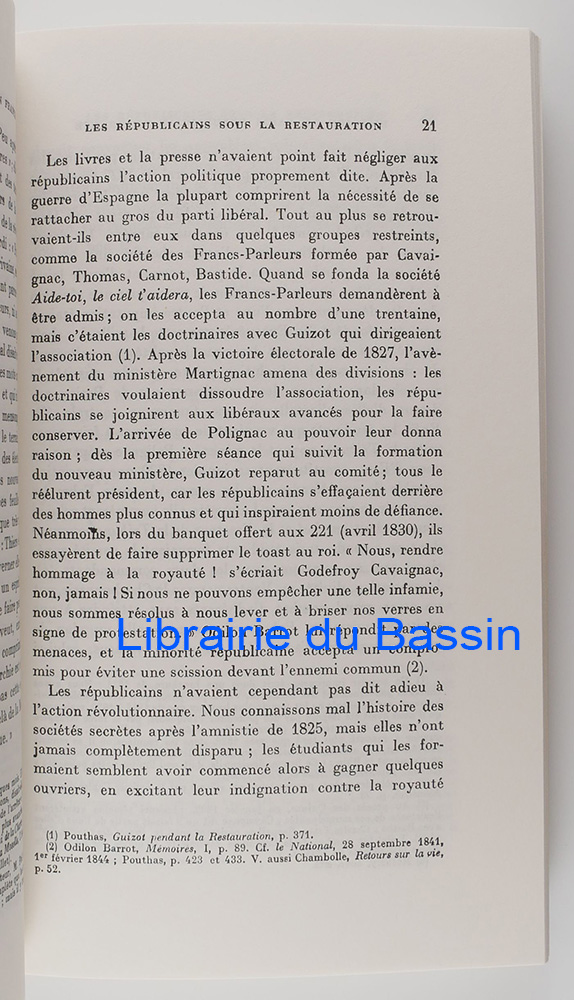 LES RÉPUBLICAINS SOUS LA RESTAURATION 21
Les livres et la presse n'avaient point fait négliger aux
républicains l'action politique proprement dite. Après la
guerre d'Espagne la plupart comprirent la nécessité de se
rattacher au gros du parti libéral. Tout au plus se retrou-
vaient-ils entre eux dans quelques groupes restreints,
comme la société des Francs-Parleurs formée par Cavai-
gnac, Thomas, Carnot, Bastide. Quand se fonda la société
Aide-toi, le ciel t'aidera, les Francs-Parleurs demandèrent à
être admis ; on les accepta au nombre d'une trentaine,
mais c'étaient les doctrinaires avec Guizot qui dirigeaient
l'association (1). Après la victoire électorale de 1827, l'avè-
nement du ministère Martignac amena des divisions : les
doctrinaires voulaient dissoudre l'association, les répu-
blicains se joignirent aux libéraux avancés pour la faire
conserver. L'arrivée de Polignac au pouvoir leur donna
raison ; dès la première séance qui suivit la formation
du nouveau ministère, Guizot reparut au comité ; tous le
réélurent président, car les républicains s'effaçaient derrière
des hommes plus connus et qui inspiraient moins de défiance.
Néanmoins, lors du banquet offert aux 221 (avril 1830), ils
essayèrent de faire supprimer le toast au roi. « Nous, rendre
hommage à la royauté ! s'écriait Godefroy Cavaignac,
non, jamais ! Si nous ne pouvons empêcher une telle infamie,
nous sommes résolus à nous lever et à briser nos verres en
signe de protestation. » Odilon Barrot lui répondit par des
menaces, et la minorité républicaine accepta un compro-
mis pour éviter une scission devant l'ennemi commun (2).
Les républicains n'avaient cependant pas dit adieu à
l'action révolutionnaire. Nous connaissons mal l'histoire des
sociétés secrètes après l'amnistie de 1825, mais elles n'ont
jamais complètement disparu ; les étudiants qui les for-
maient semblent avoir commencé alors à gagner quelques
ouvriers, en excitant leur indignation contre la royauté
(1) Pouthas, Guizot pendant la Restauration, p. 371.
(2) Odilon Barrot, Mémoires, I, p. 89. Cf. le National, 28 septembre 1841,
1er février 1844 ; Pouthas, p. 423 et 433. V. aussi Chambolle, Retours sur la vie,
p. 52.
Librairie du Bassin